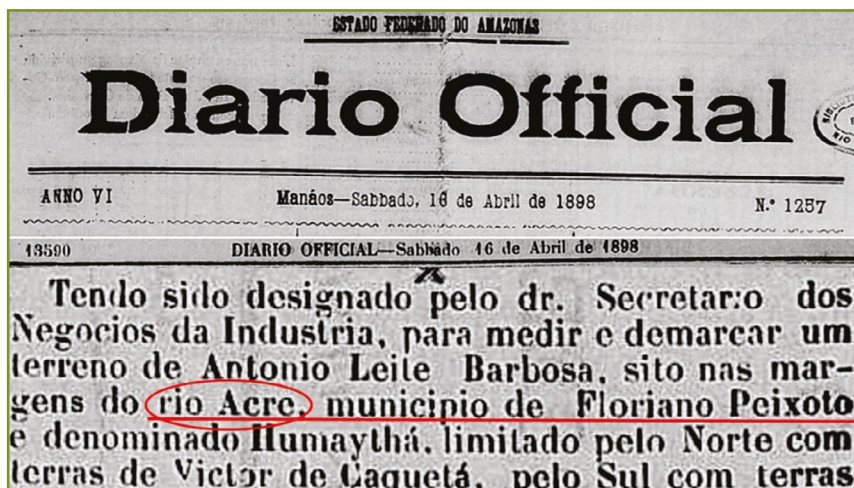 ESTADO FEDERADO DO AMAZONAS
Diario Official
ANNO VI Manáos—Sabbado, 16 de Abril de 1898 N.º 1257
13590 DIARIO OFFICIAL—Sabbado 16 de Abril de 1898
Tendo sido designado pelo dr. Secretario dos
Negocios da Industria, para medir e demarcar um
terreno de Antonio Leite Barbosa, sito nas mar-
gens do rio Acre, municipio de Floriano Peixoto
e denominado Humaythá, limitado pelo Norte com
terras de Victor de Caquetá, pelo Sul com terras